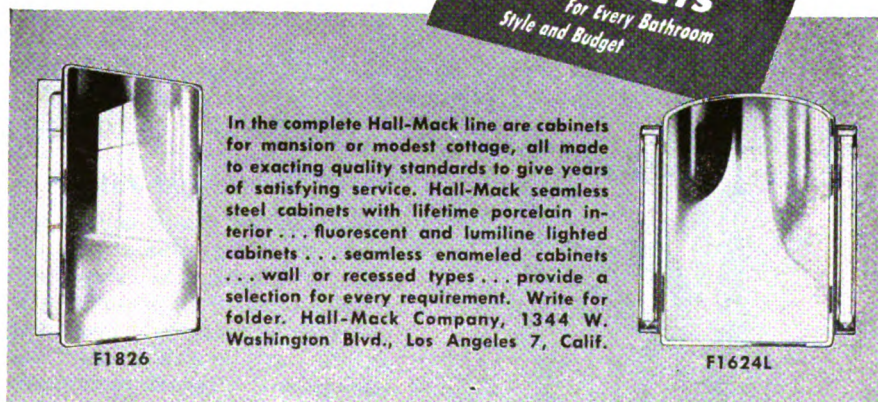 For Every Bathroom
Style and Budget
In the complete Hall-Mack line are cabinets
for mansion or modest cottage, all made
to exacting quality standards to give years
of satisfying service. Hall-Mack seamless
steel cabinets with lifetime porcelain in-
terior . . . fluorescent and lumiline lighted
cabinets . . . seamless enameled cabinets
. . . wall or recessed types . . . provide a
selection for every requirement. Write for
folder. Hall-Mack Company, 1344 W.
Washington Blvd., Los Angeles 7, Calif.
F1826
F1624L